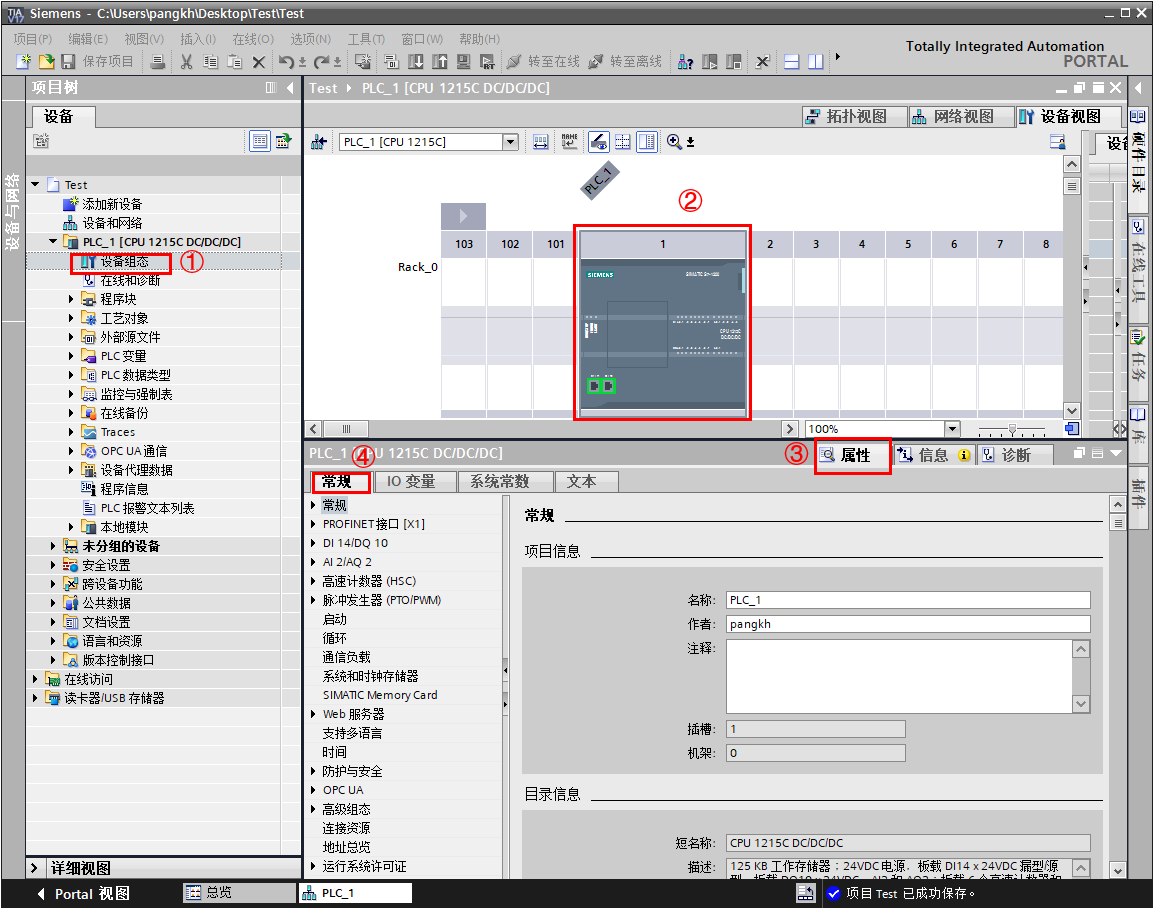 Siemens - C:\Users\pangkh\Desktop\Test\Test
项目(P) 编辑(E) 视图(V) 插入(I) 在线(O) 选项(N) 工具(T) 窗口(W) 帮助(H)
保存项目 转至在线 转至离线
Totally Integrated Automation
PORTAL
项目树
设备
设备与网络
Test
添加新设备
设备和网络
PLC_1 [CPU 1215C DC/DC/DC]
设备组态 ①
在线和诊断
程序块
工艺对象
外部源文件
PLC 变量
PLC 数据类型
监控与强制表
在线备份
Traces
OPC UA 通信
设备代理数据
程序信息
PLC 报警文本列表
本地模块
未分组的设备
安全设置
跨设备功能
公共数据
文档设置
语言和资源
版本控制接口
在线访问
读卡器/USB 存储器
详细视图
Test PLC_1 [CPU 1215C DC/DC/DC]
拓扑视图 网络视图 设备视图
PLC_1 [CPU 1215C]
PLC_1
②
103 102 101 1 2 3 4 5 6 7 8
Rack_0
SIEMENS
CPU 1215C
DC/DC/DC
100%
设备
硬件目录
在线工具
任务
库
插件
PLC_1 [CPU 1215C DC/DC/DC]
④
③ 属性 信息 诊断
常规 IO 变量 系统常数 文本
常规
PROFINET接口 [X1]
DI 14/DQ 10
AI 2/AQ 2
高速计数器 (HSC)
脉冲发生器 (PTO/PWM)
启动
循环
通信负载
系统和时钟存储器
SIMATIC Memory Card
Web 服务器
支持多语言
时间
防护与安全
OPC UA
高级组态
连接资源
地址总览
运行系统许可证
常规
项目信息
名称: PLC_1
作者: pangkh
注释:
插槽: 1
机架: 0
目录信息
短名称: CPU 1215C DC/DC/DC
描述: 125 KB 工作存储器；24VDC电源，板载 DI14 x 24VDC 漏型/源
Portal 视图 总览 PLC_1 项目 Test 已成功保存。